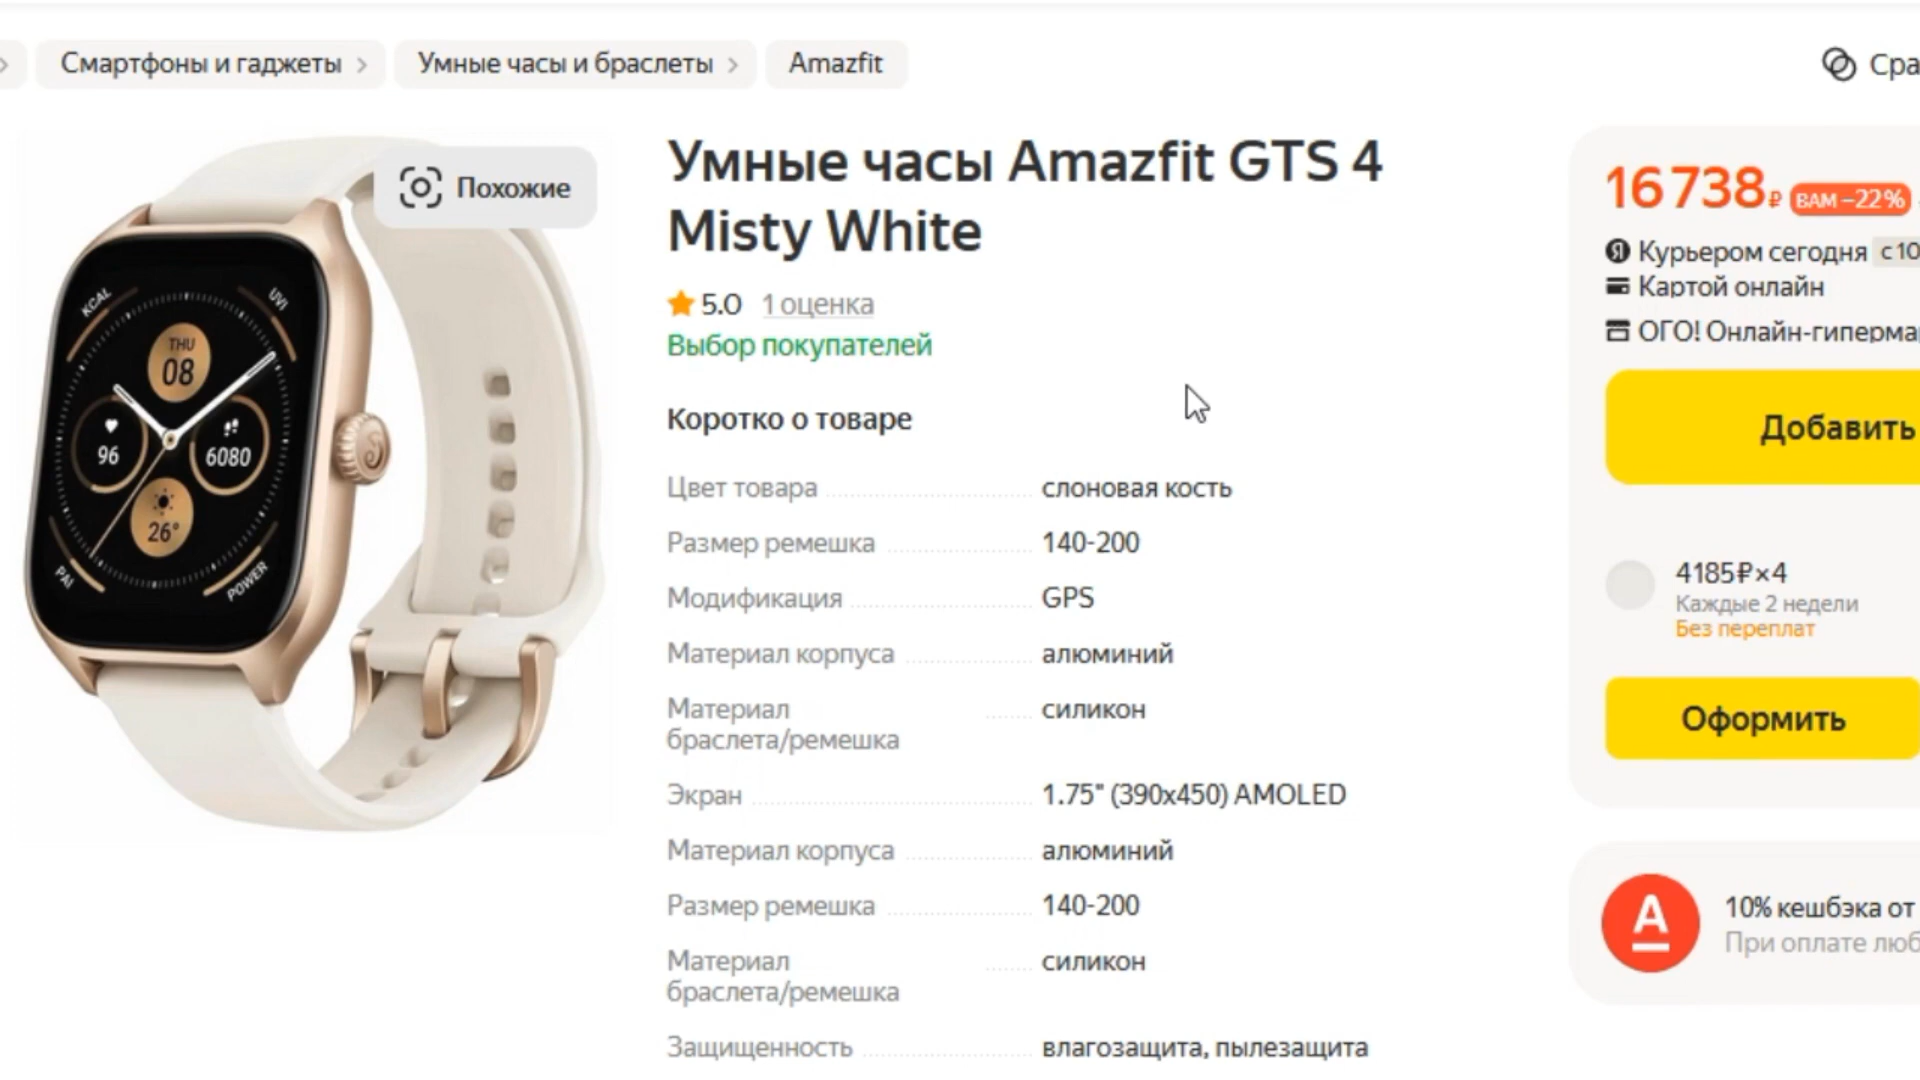 Смартфоны и гаджеты
Умные часы и браслеты
Amazfit
Похожие
KCAL
UVI
THU
08
96
6080
26°
PAI
POWER
Умные часы Amazfit GTS 4
Misty White
5.0 1 оценка
Выбор покупателей
Коротко о товаре
Цвет товара слоновая кость
Размер ремешка 140-200
Модификация GPS
Материал корпуса алюминий
Материал силикон
браслета/ремешка
Экран 1.75" (390x450) AMOLED
Материал корпуса алюминий
Размер ремешка 140-200
Материал силикон
браслета/ремешка
Защищенность влагозащита, пылезащита
Сра
16 738 ₽ ВАМ –22%
Курьером сегодня с 10
Картой онлайн
ОГО! Онлайн-гиперма
Добавить
4185₽×4
Каждые 2 недели
Без переплат
Оформить
А
10% кешбэка от
При оплате люб